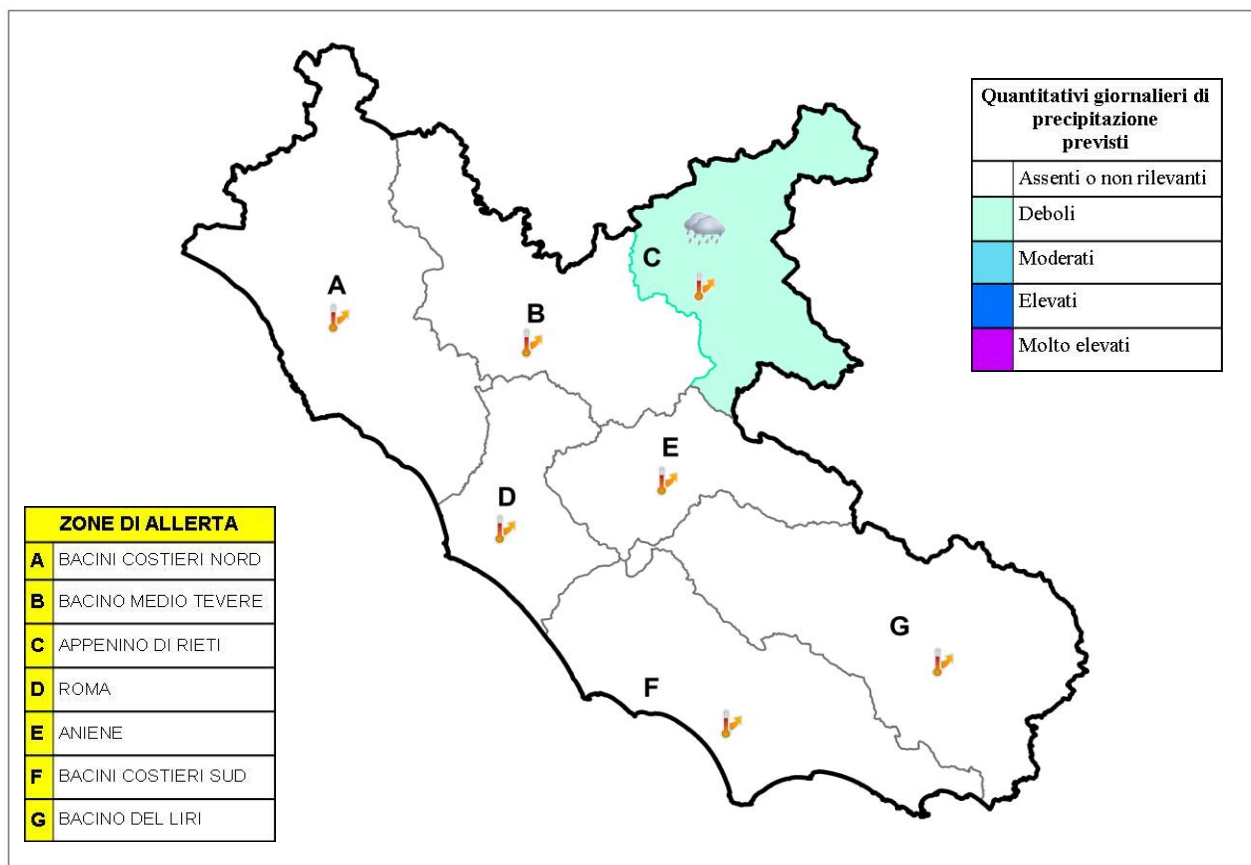 Quantitativi giornalieri di
precipitazione
previsti
Assenti o non rilevanti
Deboli
Moderati
Elevati
Molto elevati
A
B
C
D
E
F
G
ZONE DI ALLERTA
A BACINI COSTIERI NORD
B BACINO MEDIO TEVERE
C APPENINO DI RIETI
D ROMA
E ANIENE
F BACINI COSTIERI SUD
G BACINO DEL LIRI